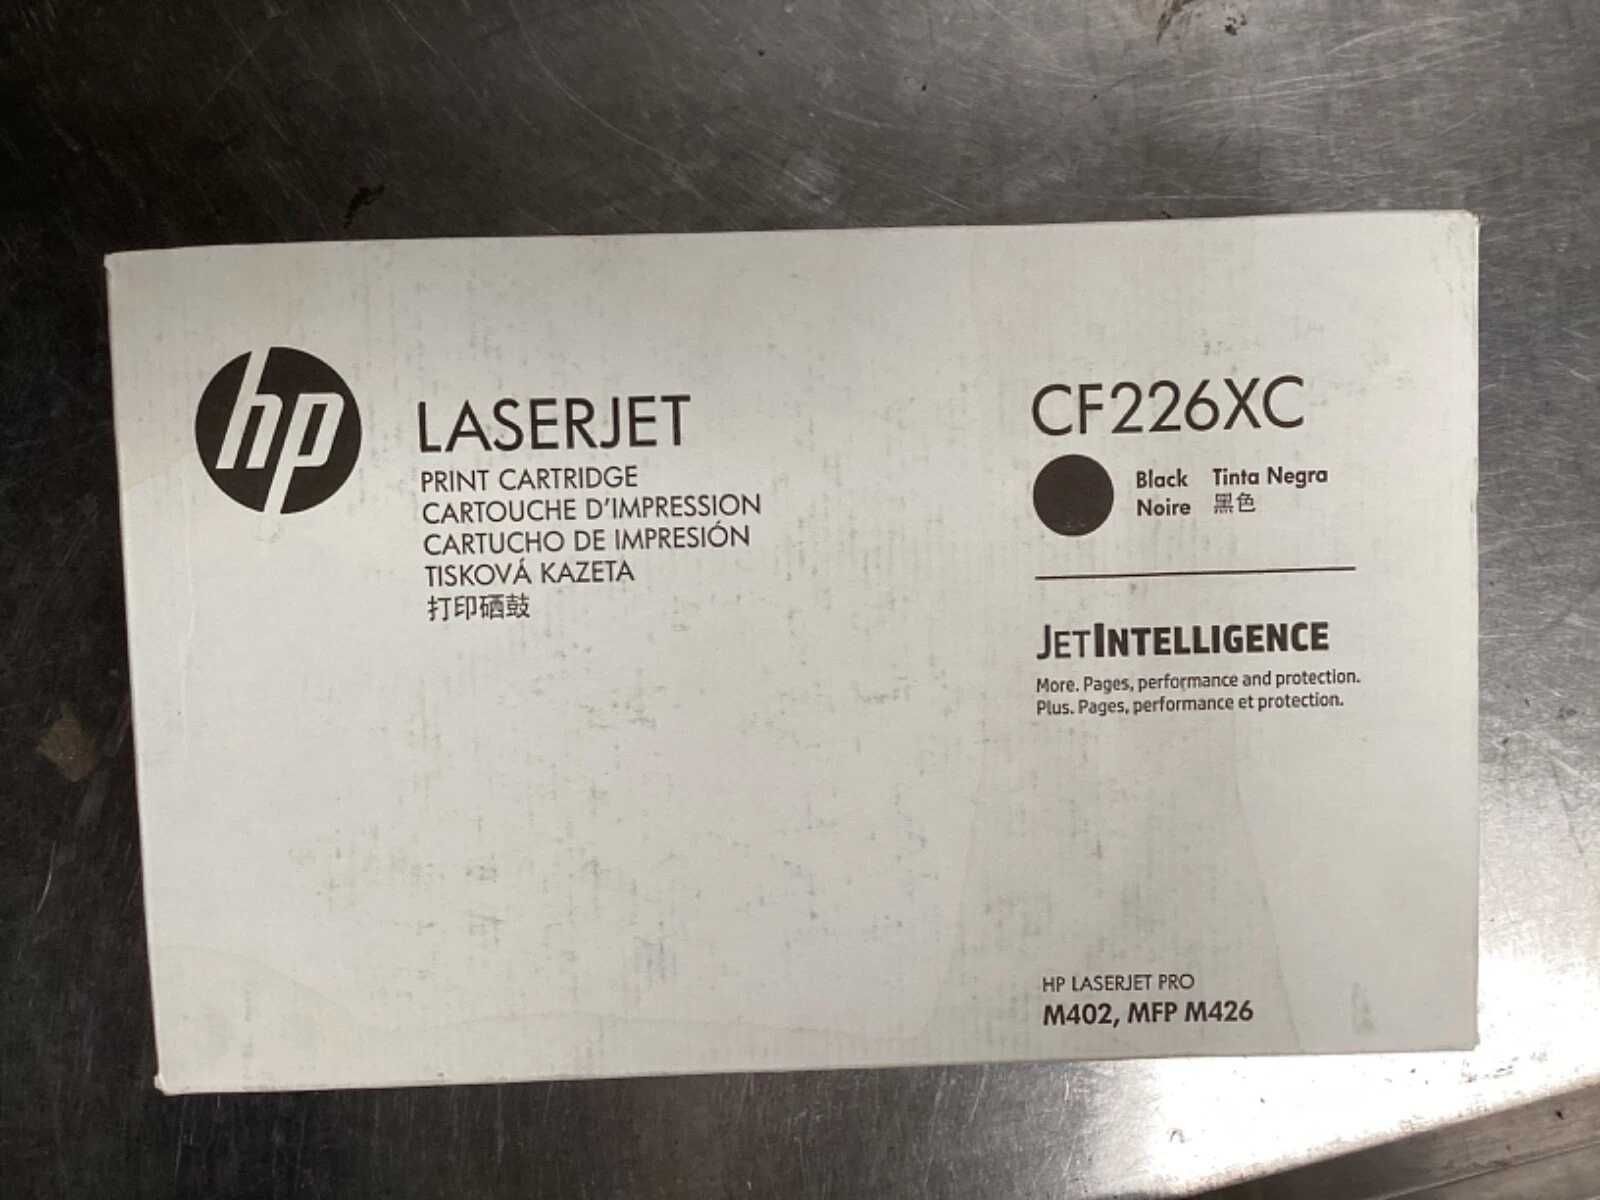 hp
LASERJET
PRINT CARTRIDGE
CARTOUCHE D'IMPRESSION
CARTUCHO DE IMPRESIÓN
TISKOVÁ KAZETA
打印硒鼓
CF226XC
Black Tinta Negra
Noire 黑色
JETINTELLIGENCE
More. Pages, performance and protection.
Plus. Pages, performance et protection.
HP LASERJET PRO
M402, MFP M426